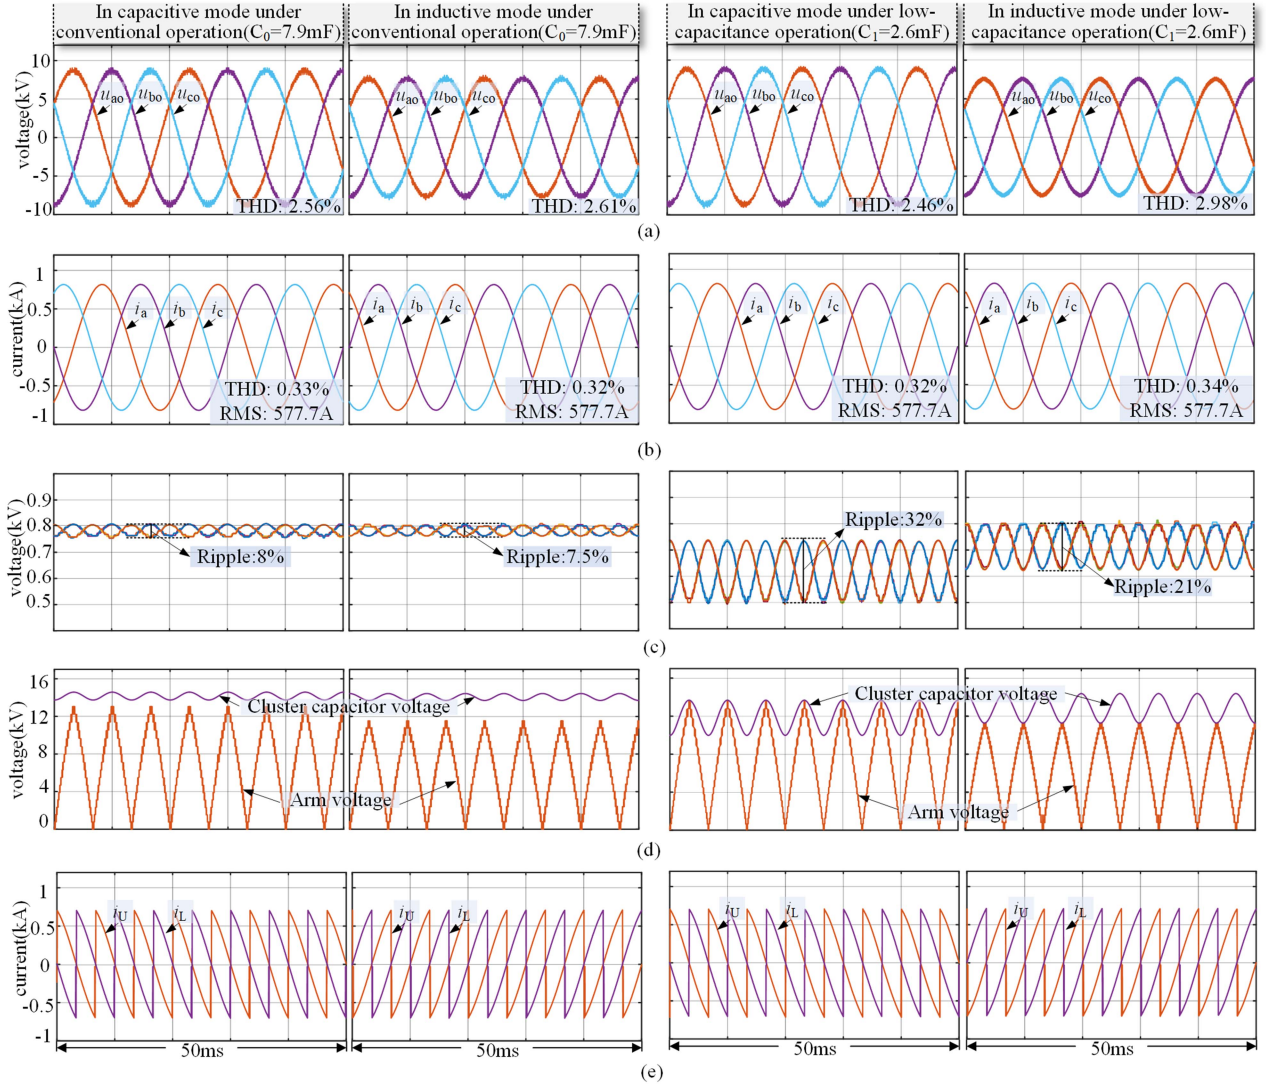 In capacitive mode under
conventional operation(C0=7.9mF)
In inductive mode under
conventional operation(C0=7.9mF)
In capacitive mode under low-
capacitance operation(C1=2.6mF)
In inductive mode under low-
capacitance operation(C1=2.6mF)
voltage(kV)
10
5
0
-5
-10
uao
ubo
uco
THD: 2.56%
uao
ubo
uco
THD: 2.61%
uao
ubo
uco
THD: 2.46%
uao
ubo
uco
THD: 2.98%
(a)
current(kA)
1
0.5
0
-0.5
-1
ia
ib
ic
THD: 0.33%
RMS: 577.7A
ia
ib
ic
THD: 0.32%
RMS: 577.7A
ia
ib
ic
THD: 0.32%
RMS: 577.7A
ia
ib
ic
THD: 0.34%
RMS: 577.7A
(b)
voltage(kV)
0.9
0.8
0.7
0.6
0.5
Ripple:8%
Ripple:7.5%
Ripple:32%
Ripple:21%
(c)
voltage(kV)
16
12
8
4
0
Cluster capacitor voltage
Arm voltage
Cluster capacitor voltage
Arm voltage
(d)
current(kA)
1
0.5
0
-0.5
-1
iU
iL
iU
iL
iU
iL
iU
iL
50ms
50ms
50ms
50ms
(e)